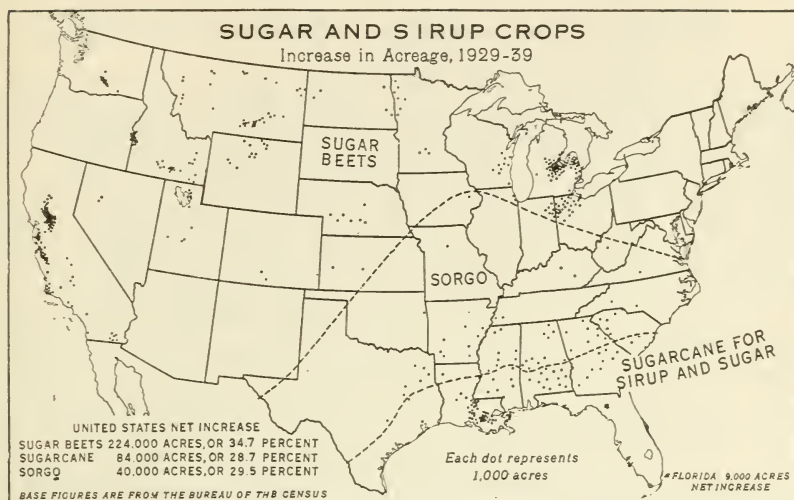 SUGAR AND SIRUP CROPS
Increase in Acreage, 1929-39
SUGAR
BEETS
SORGO
SUGARCANE FOR
SIRUP AND SUGAR
UNITED STATES NET INCREASE
SUGAR BEETS 224.000 ACRES, OR 34.7 PERCENT
SUGARCANE 84.000 ACRES, OR 28.7 PERCENT
SORGO 40.000 ACRES, OR 29.5 PERCENT
BASE FIGURES ARE FROM THE BUREAU OF THE CENSUS
Each dot represents
1,000 acres
*FLORIDA 9.000 ACRES
NET INCREASE